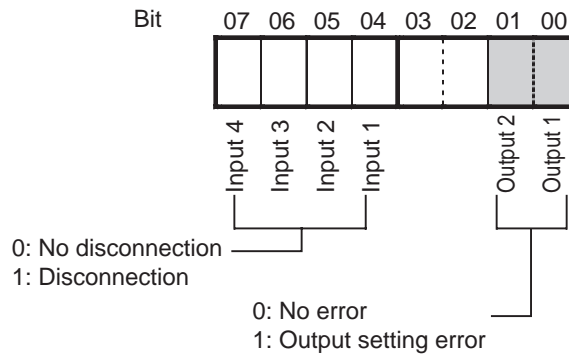 Bit 07 06 05 04 03 02 01 00
Input 4
Input 3
Input 2
Input 1
Output 2
Output 1
0: No disconnection
1: Disconnection
0: No error
1: Output setting error